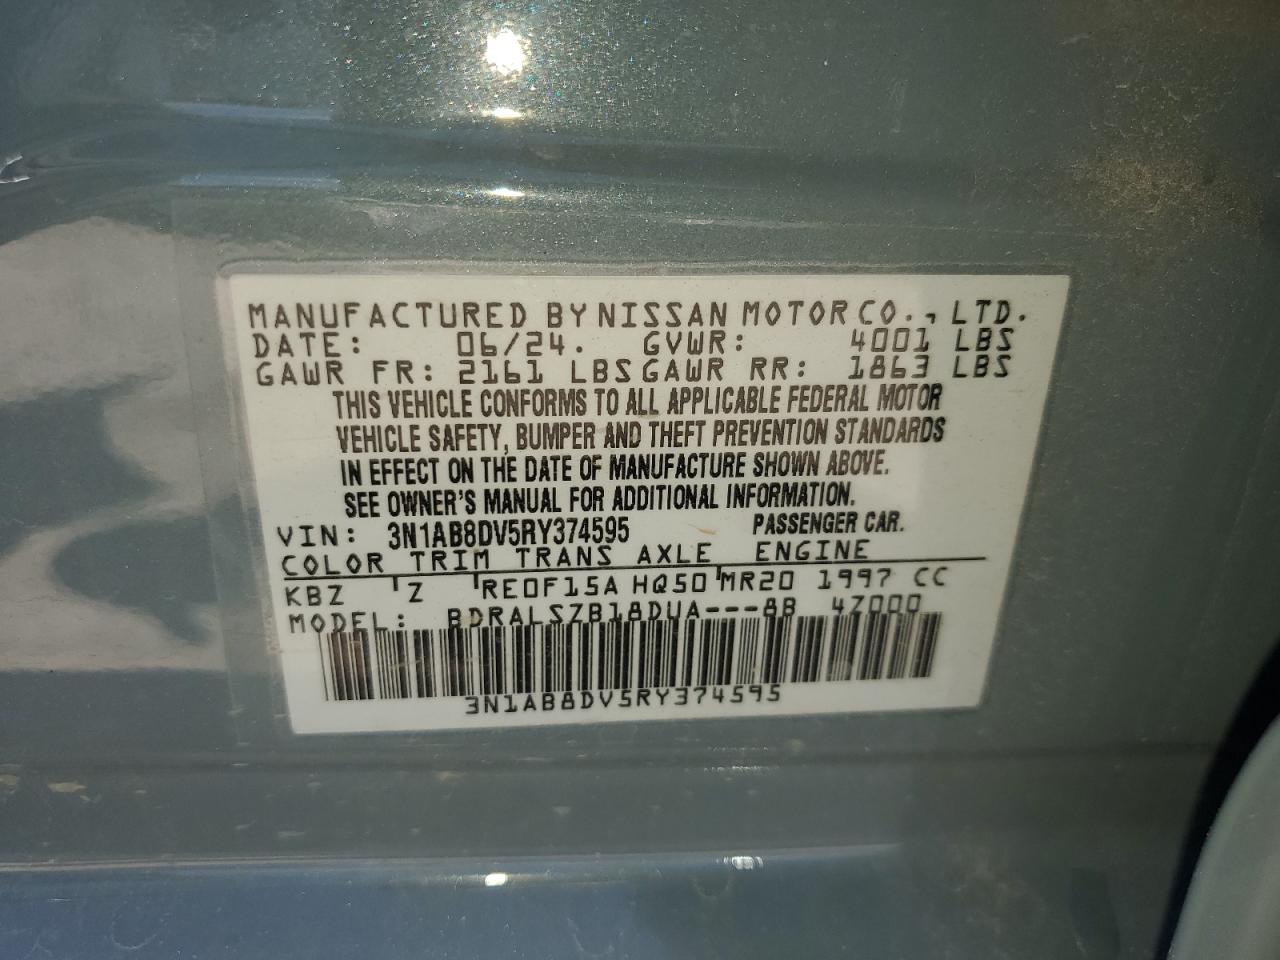 MANUFACTURED BY NISSAN MOTOR CO., LTD.
DATE: 06/24. GVWR: 4001 LBS
GAWR FR: 2161 LBS GAWR RR: 1863 LBS
THIS VEHICLE CONFORMS TO ALL APPLICABLE FEDERAL MOTOR
VEHICLE SAFETY, BUMPER AND THEFT PREVENTION STANDARDS
IN EFFECT ON THE DATE OF MANUFACTURE SHOWN ABOVE.
SEE OWNER'S MANUAL FOR ADDITIONAL INFORMATION.
VIN: 3N1AB8DV5RY374595 PASSENGER CAR.
COLOR TRIM TRANS AXLE ENGINE
KBZ Z RE0F15A HQ50 MR20 1997 CC
MODEL: BDRALSZB18DUA---8B 47000
3N1AB8DV5RY374595